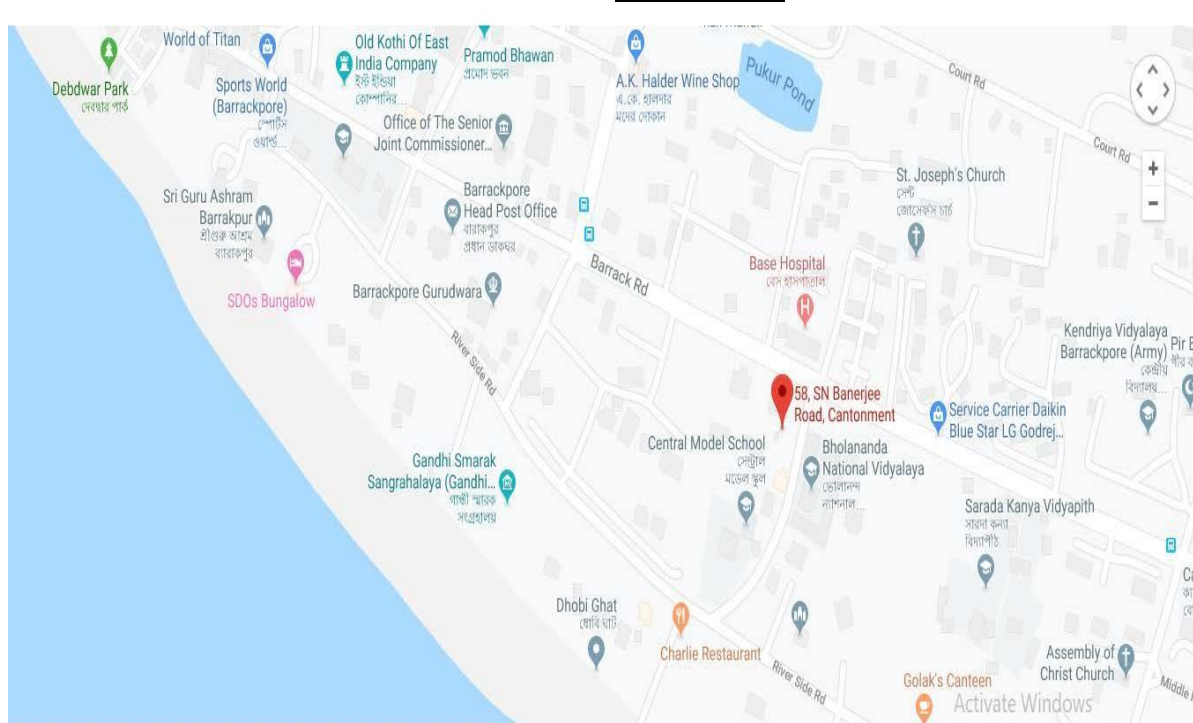 World of Titan
Debdwar Park
দেবদ্বার পার্ক
Sports World
(Barrackpore)
স্পোর্টস
ওয়ার্ল্ড...
Old Kothi Of East
India Company
ইস্ট ইন্ডিয়া
কোম্পানির...
Pramod Bhawan
প্রমোদ ভবন
A.K. Halder Wine Shop
এ.কে. হালদার
মদের দোকান
Pukur Pond
Court Rd
Court Rd
Office of The Senior
Joint Commissioner...
Sri Guru Ashram
Barrakpur
শ্রীগুরু আশ্রম
ব্যারাকপুর
Barrackpore
Head Post Office
বারাকপুর
প্রধান ডাকঘর
St. Joseph's Church
সেন্ট
জোসেফস চার্চ
SDOs Bungalow
Barrackpore Gurudwara
Barrack Rd
Base Hospital
বেস হাসপাতাল
H
River Side Rd
Kendriya Vidyalaya
Barrackpore (Army)
কেন্দ্রীয়
বিদ্যালয়...
Pir
58, SN Banerjee
Road, Cantonment
Service Carrier Daikin
Blue Star LG Godrej...
Central Model School
সেন্ট্রাল
মডেল স্কুল
Bholananda
National Vidyalaya
ভোলানন্দ
ন্যাশনাল...
Gandhi Smarak
Sangrahalaya (Gandhi...
গান্ধী স্মারক
সংগ্রহালয়
Sarada Kanya Vidyapith
সারদা কন্যা
বিদ্যাপীঠ
Dhobi Ghat
ধোবি ঘাট
Charlie Restaurant
River Side Rd
Assembly of
Christ Church
Golak's Canteen
Middle
Activate Windows